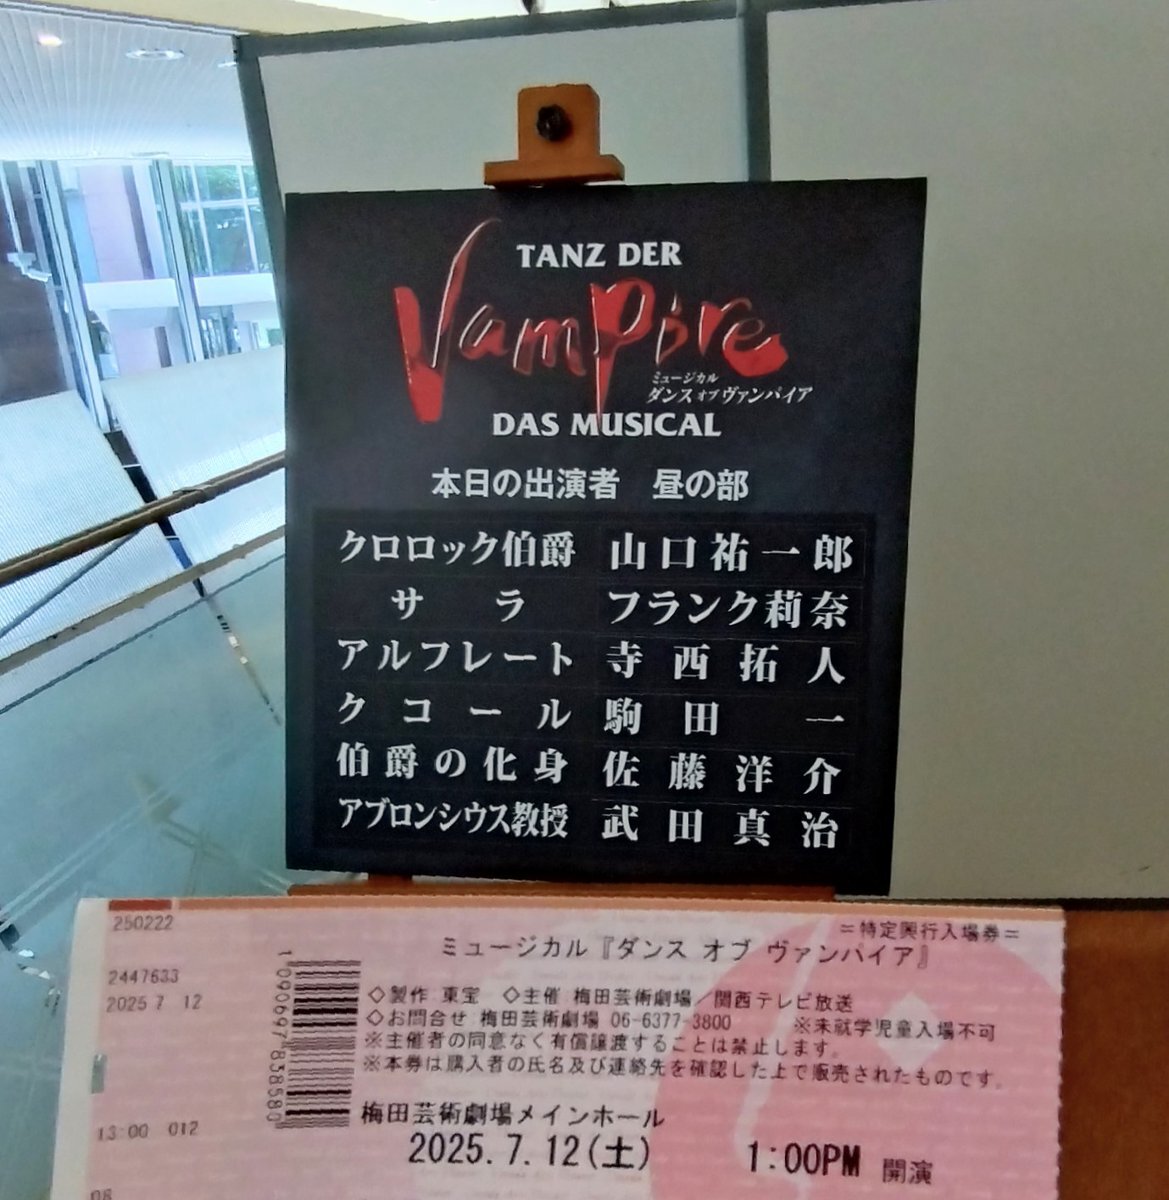 TANZ DER
Vampire
ミュージカル
ダンス オブ ヴァンパイア
DAS MUSICAL
本日の出演者 昼の部
クロロック伯爵 山口祐一郎
サラ フランク莉奈
アルフレート 寺西拓人
クコール 駒田一
伯爵の化身 佐藤洋介
アブロンシウス教授 武田真治
250222
=特定興行入場券=
ミュージカル『ダンス オブ ヴァンパイア』
2447633
2025 7 12
◇製作 東宝 ◇主催 梅田芸術劇場/関西テレビ放送
◇お問合せ 梅田芸術劇場 06-6377-3800 ※未就学児童入場不可
※主催者の同意なく有償譲渡することは禁止します。
※本券は購入者の氏名及び連絡先を確認した上で販売されたものです。
梅田芸術劇場メインホール
13:00 012
2025.7.12(土) 1:00PM 開演